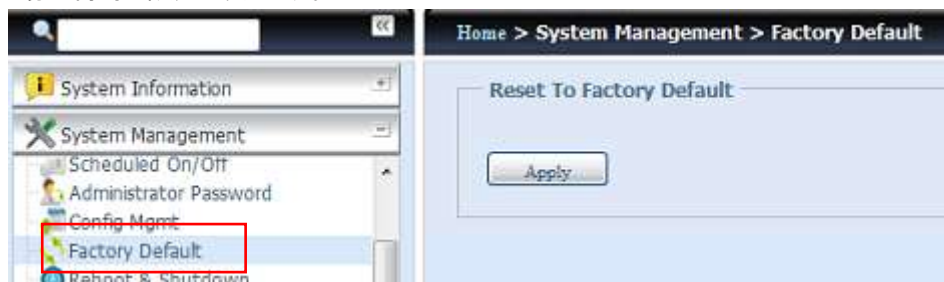 Home > System Management > Factory Default
System Information
System Management
Scheduled On/Off
Administrator Password
Config Mgmt
Factory Default
Reboot & Shutdown
Reset To Factory Default
Apply